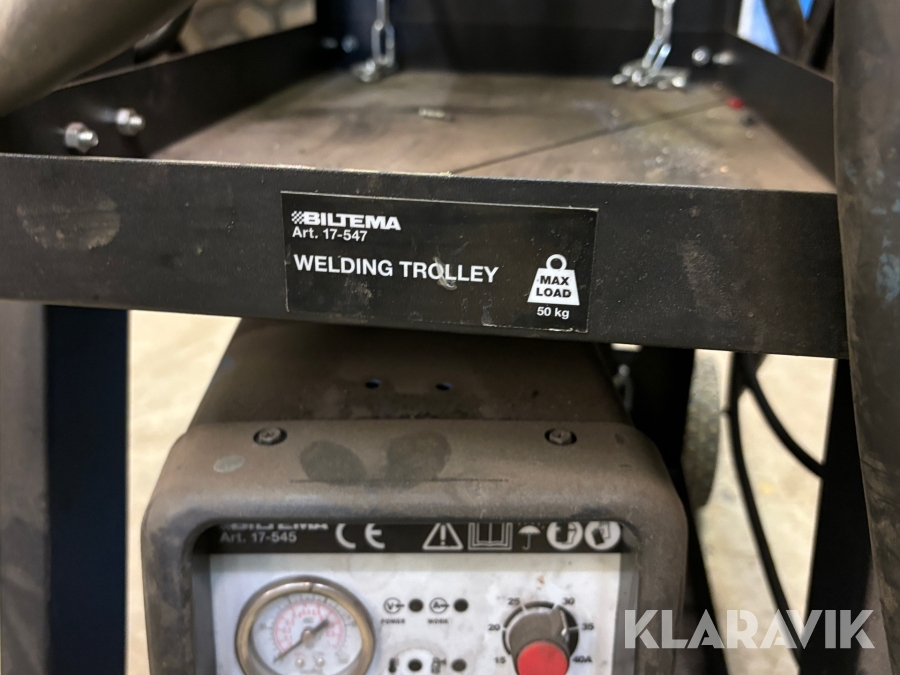 BILTEMA
Art. 17-547
WELDING TROLLEY
MAX
LOAD
50 kg
BILTEMA
Art. 17-545
CE
V
A
POWER
WORK
15
20
25
30
35
40A
KLARAVIK